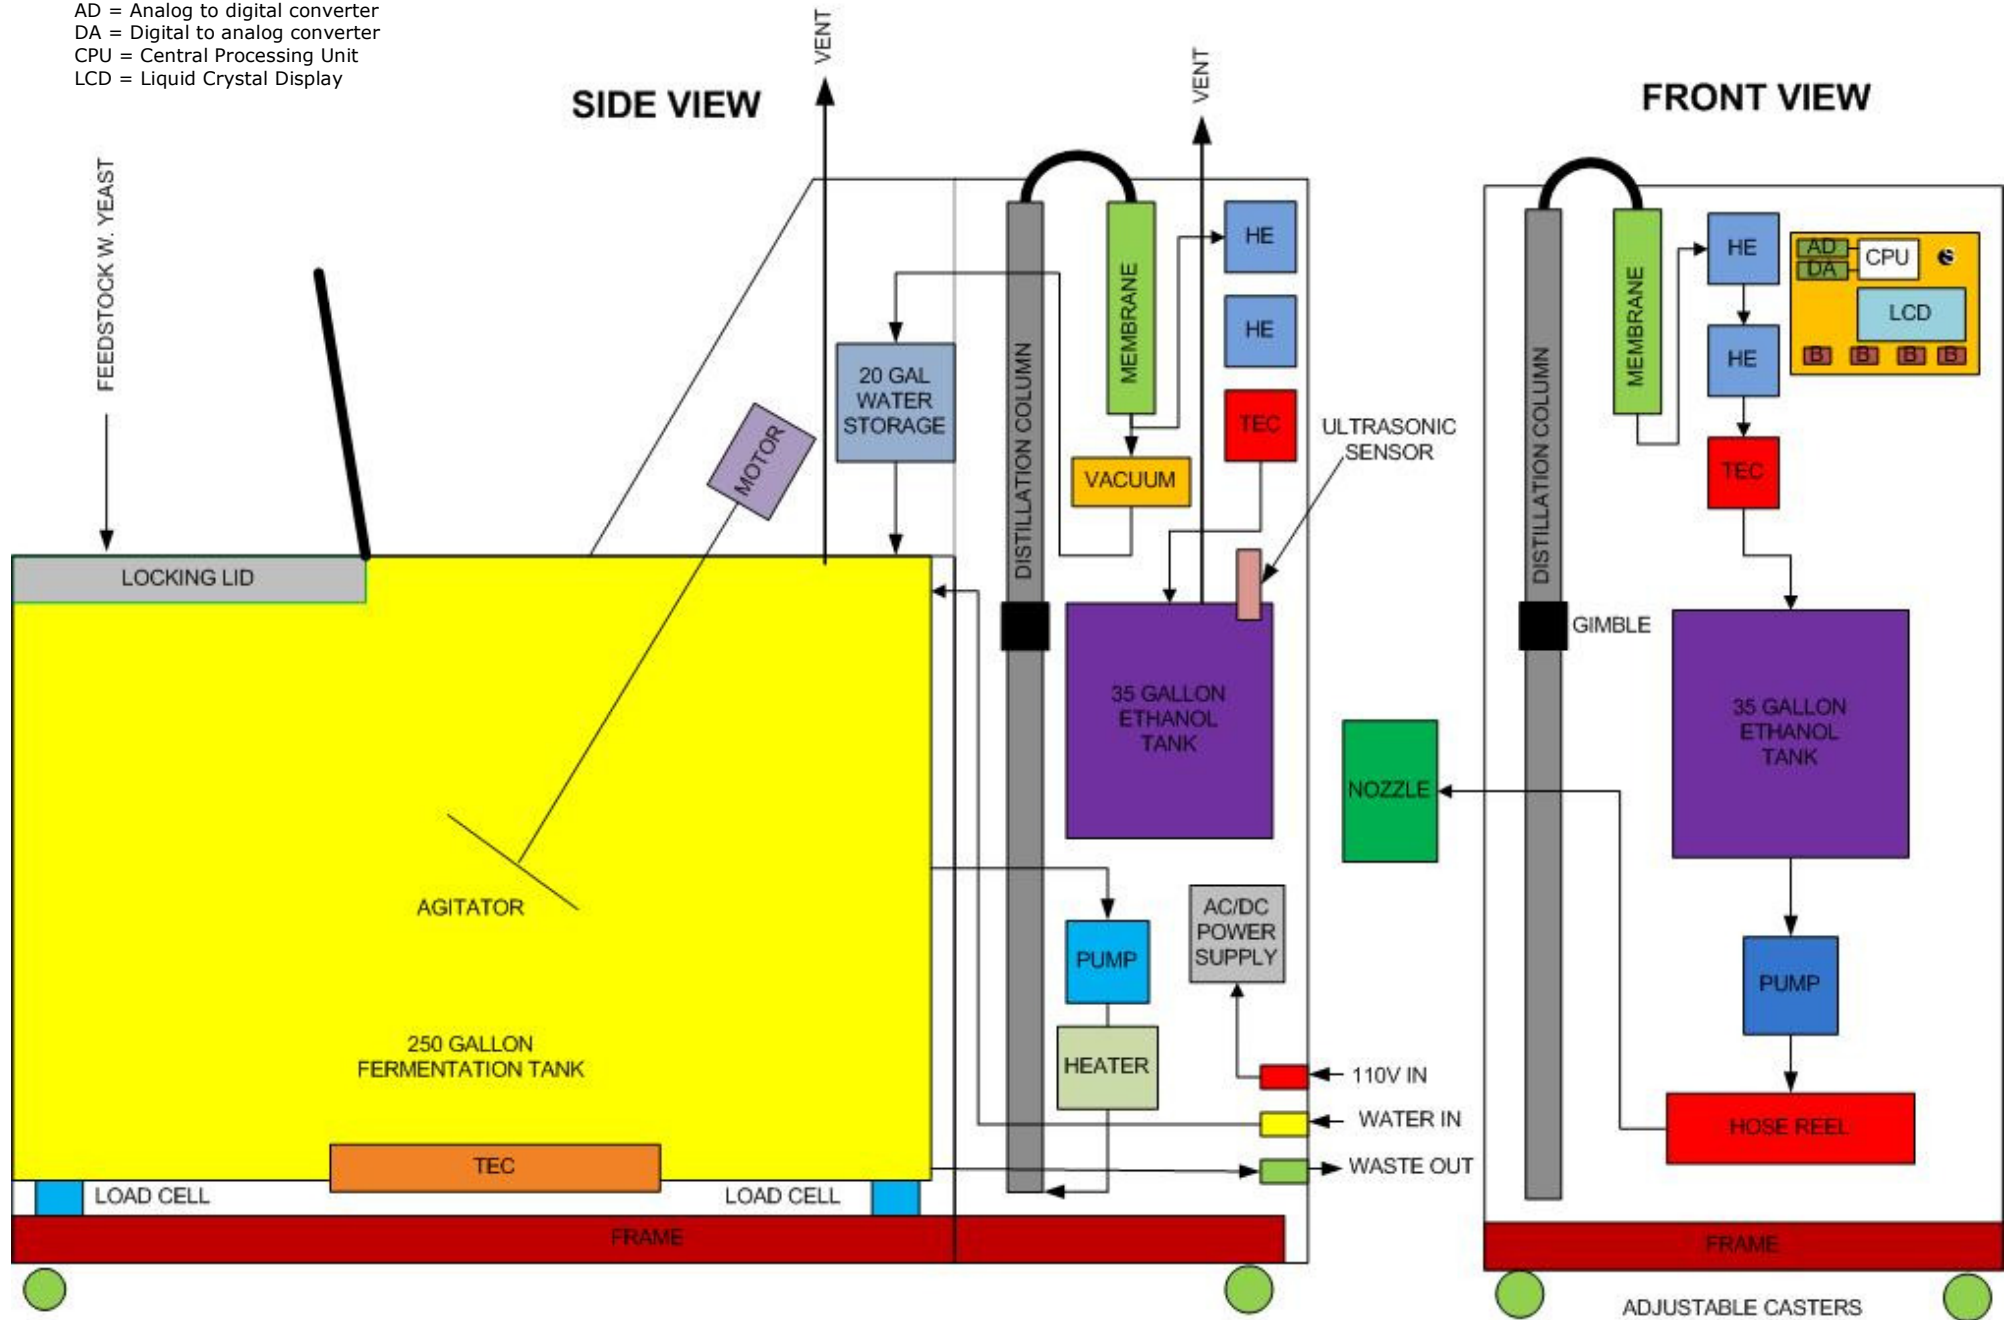 AD = Analog to digital converter
DA = Digital to analog converter
CPU = Central Processing Unit
LCD = Liquid Crystal Display
SIDE VIEW
VENT
VENT
FRONT VIEW
FEEDSTOCK W. YEAST
LOCKING LID
MOTOR
20 GAL
WATER
STORAGE
DISTILLATION COLUMN
MEMBRANE
HE
HE
TEC
VACUUM
ULTRASONIC
SENSOR
35 GALLON
ETHANOL
TANK
AGITATOR
250 GALLON
FERMENTATION TANK
TEC
PUMP
HEATER
AC/DC
POWER
SUPPLY
110V IN
WATER IN
WASTE OUT
LOAD CELL
LOAD CELL
FRAME
DISTILLATION COLUMN
MEMBRANE
HE
HE
TEC
AD
DA
CPU
LCD
B
B
B
B
GIMBLE
35 GALLON
ETHANOL
TANK
NOZZLE
PUMP
HOSE REEL
FRAME
ADJUSTABLE CASTERS